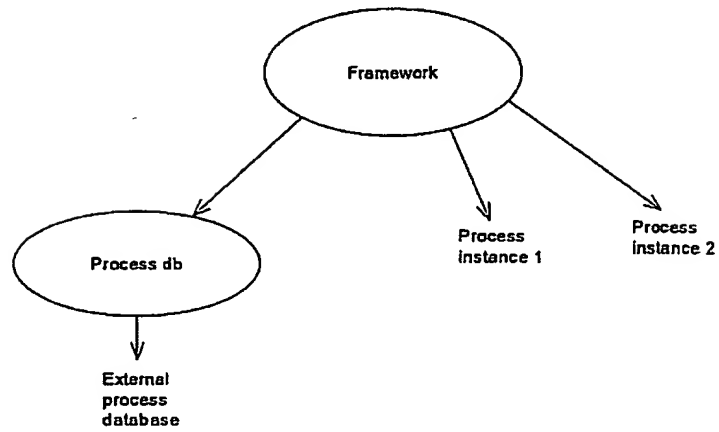 Framework
Process db
Process
instance 1
Process
instance 2
External
process
database